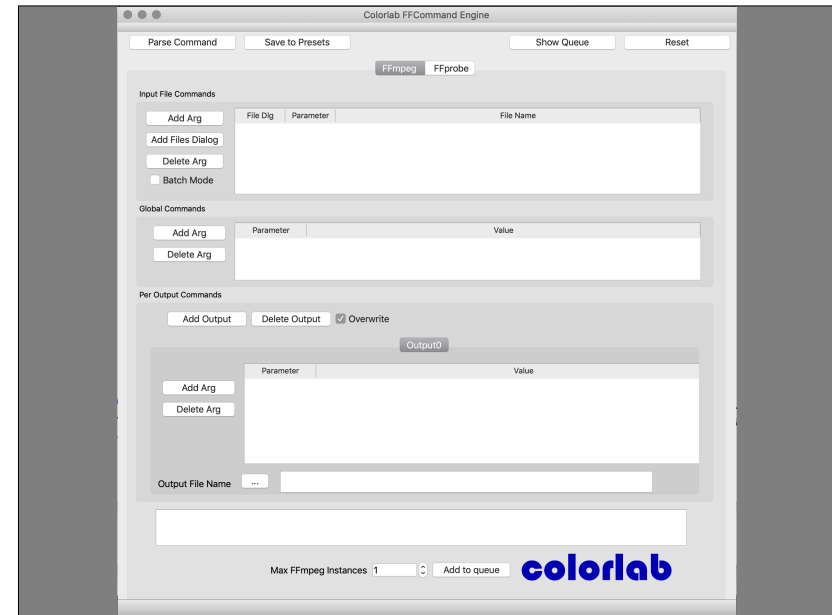 Colorlab FFCommand Engine
Parse Command Save to Presets Show Queue Reset
FFmpeg FFprobe
Input File Commands
Add Arg File Dlg Parameter File Name
Add Files Dialog
Delete Arg
Batch Mode
Global Commands
Add Arg Parameter Value
Delete Arg
Per Output Commands
Add Output Delete Output Overwrite
Output0
Parameter Value
Add Arg
Delete Arg
Output File Name ...
Max FFmpeg Instances 1 Add to queue colorlab